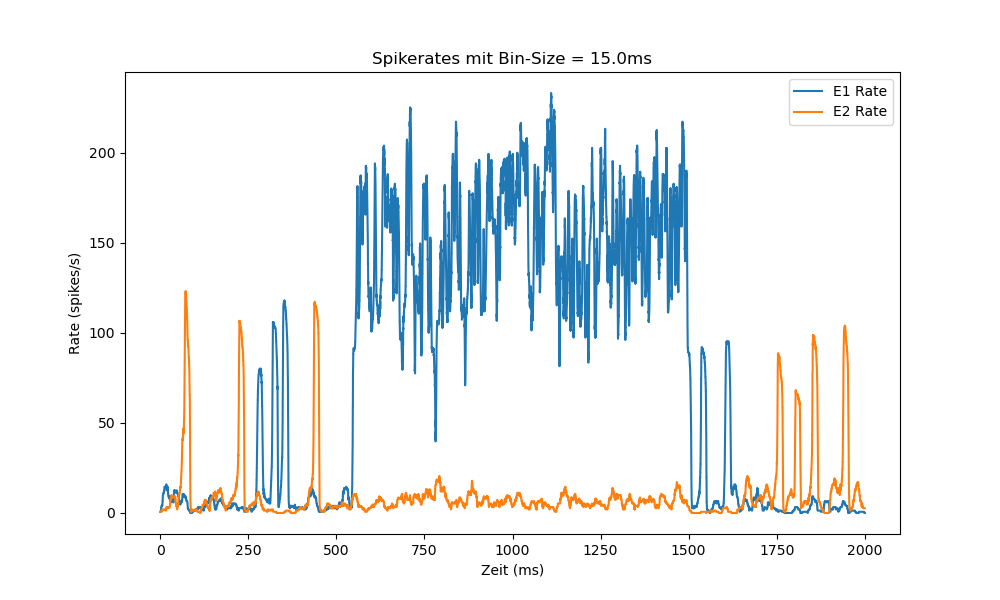 Spikerates mit Bin-Size = 15.0ms
E1 Rate
E2 Rate
Rate (spikes/s)
200
150
100
50
0
0 250 500 750 1000 1250 1500 1750 2000
Zeit (ms)